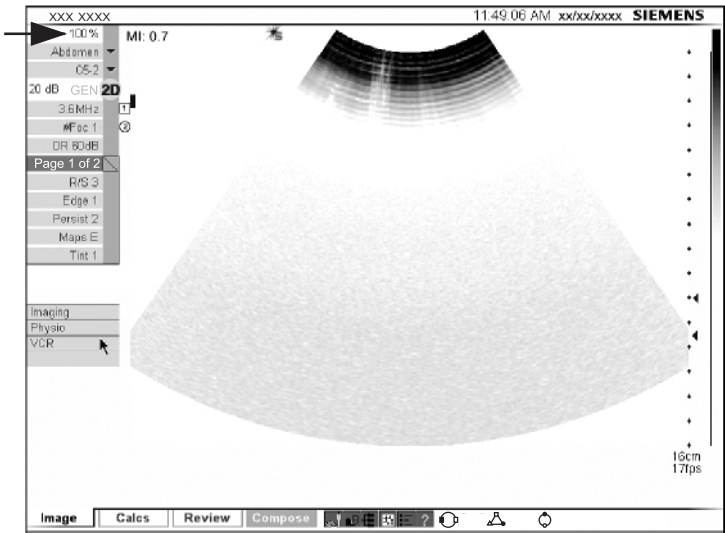 XXX XXXX
11:49:06 AM xx/xx/xxxx SIEMENS
100%
MI: 0.7
Abdomen
C5-2
20 dB GEN 2D
3.6MHz 1
#Foc 1 2
DR 60dB
Page 1 of 2
R/S 3
Edge 1
Persist 2
Maps E
Tint 1
Imaging
Physio
VCR
16cm
17fps
Image Calcs Review Compose ?